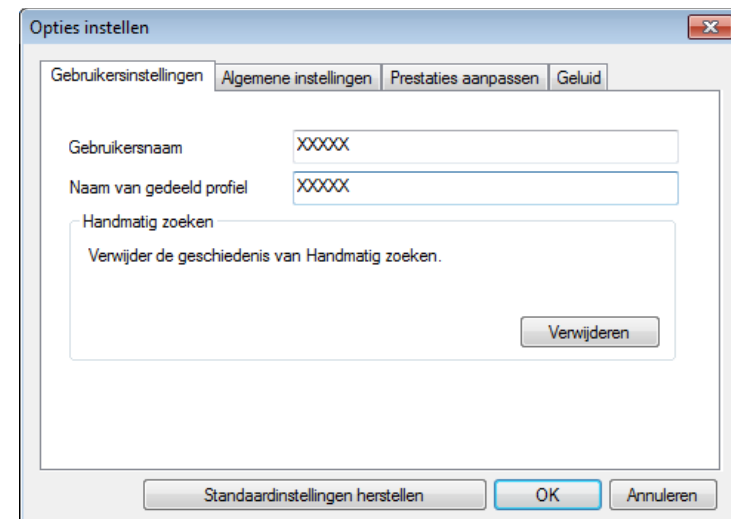 Opties instellen
Gebruikersinstellingen Algemene instellingen Prestaties aanpassen Geluid
Gebruikersnaam XXXXX
Naam van gedeeld profiel XXXXX
Handmatig zoeken
Verwijder de geschiedenis van Handmatig zoeken.
Verwijderen
Standaardinstellingen herstellen OK Annuleren